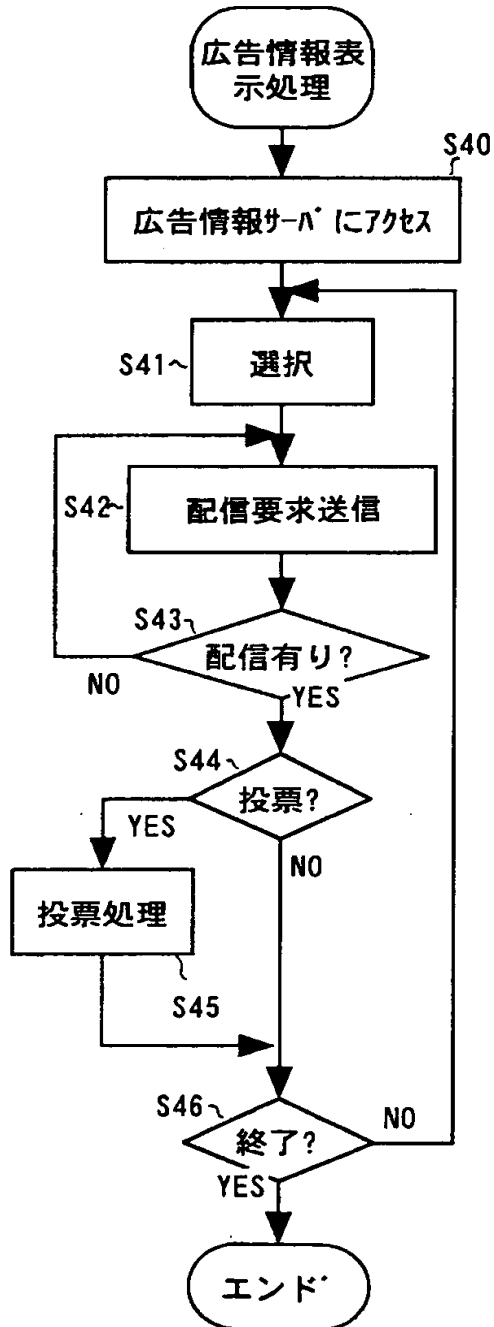 広告情報表
示処理
S40
広告情報ｻｰﾊﾞにｱｸｾｽ
S41
選択
S42
配信要求送信
S43
配信有り?
NO
YES
S44
投票?
YES
NO
投票処理
S45
S46
終了?
NO
YES
エンド